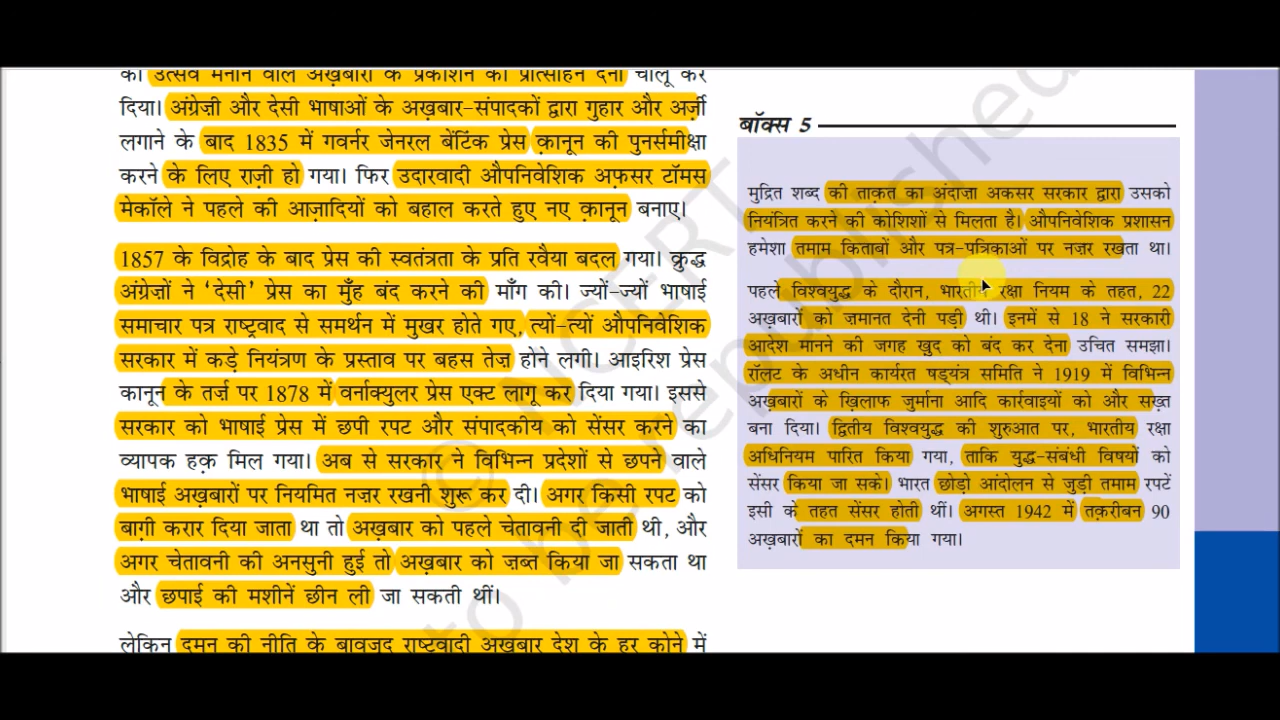 को उत्सव मनाने वाले अख़बारों के प्रकाशन को प्रोत्साहन देना चालू कर
दिया। अंग्रेज़ी और देसी भाषाओं के अख़बार-संपादकों द्वारा गुहार और अर्ज़ी
लगाने के बाद 1835 में गवर्नर जेनरल बेंटिंक प्रेस क़ानून की पुनर्समीक्षा
करने के लिए राज़ी हो गया। फिर उदारवादी औपनिवेशिक अफ़सर टॉमस
मेकॉले ने पहले की आज़ादियों को बहाल करते हुए नए क़ानून बनाए।
1857 के विद्रोह के बाद प्रेस की स्वतंत्रता के प्रति रवैया बदल गया। क्रुद्ध
अंग्रेज़ों ने ‘देसी’ प्रेस का मुँह बंद करने की माँग की। ज्यों-ज्यों भाषाई
समाचार पत्र राष्ट्रवाद से समर्थन में मुखर होते गए, त्यों-त्यों औपनिवेशिक
सरकार में कड़े नियंत्रण के प्रस्ताव पर बहस तेज़ होने लगी। आइरिश प्रेस
कानून के तर्ज़ पर 1878 में वर्नाक्युलर प्रेस एक्ट लागू कर दिया गया। इससे
सरकार को भाषाई प्रेस में छपी रपट और संपादकीय को सेंसर करने का
व्यापक हक़ मिल गया। अब से सरकार ने विभिन्न प्रदेशों से छपने वाले
भाषाई अख़बारों पर नियमित नज़र रखनी शुरू कर दी। अगर किसी रपट को
बाग़ी करार दिया जाता था तो अख़बार को पहले चेतावनी दी जाती थी, और
अगर चेतावनी की अनसुनी हुई तो अख़बार को ज़ब्त किया जा सकता था
और छपाई की मशीनें छीन ली जा सकती थीं।
लेकिन दमन की नीति के बावजूद राष्ट्रवादी अख़बार देश के हर कोने में
बॉक्स 5
मुद्रित शब्द की ताक़त का अंदाज़ा अकसर सरकार द्वारा उसको
नियंत्रित करने की कोशिशों से मिलता है। औपनिवेशिक प्रशासन
हमेशा तमाम किताबों और पत्र-पत्रिकाओं पर नज़र रखता था।
पहले विश्वयुद्ध के दौरान, भारतीय रक्षा नियम के तहत, 22
अख़बारों को ज़मानत देनी पड़ी थी। इनमें से 18 ने सरकारी
आदेश मानने की जगह ख़ुद को बंद कर देना उचित समझा।
रॉलट के अधीन कार्यरत षड्यंत्र समिति ने 1919 में विभिन्न
अख़बारों के ख़िलाफ जुर्माना आदि कार्रवाइयों को और सख़्त
बना दिया। द्वितीय विश्वयुद्ध की शुरुआत पर, भारतीय रक्षा
अधिनियम पारित किया गया, ताकि युद्ध-संबंधी विषयों को
सेंसर किया जा सके। भारत छोड़ो आंदोलन से जुड़ी तमाम रपटें
इसी के तहत सेंसर होती थीं। अगस्त 1942 में तक़रीबन 90
अख़बारों का दमन किया गया।
© NCERT
to be republished